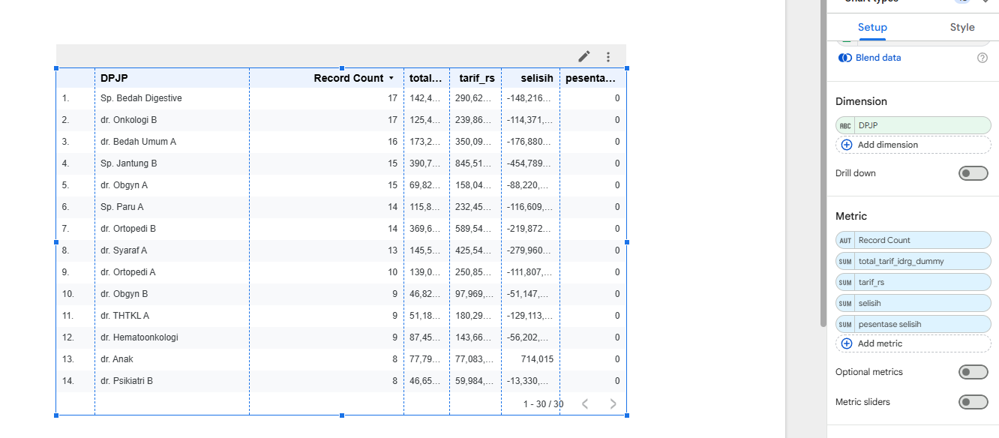 Chart types
Setup Style
Blend data
Dimension
ABC DPJP
Add dimension
Drill down
Metric
AUT Record Count
SUM total_tarif_idrg_dummy
SUM tarif_rs
SUM selisih
SUM pesentase selisih
Add metric
Optional metrics
Metric sliders
DPJP Record Count total... tarif_rs selisih pesenta...
1. Sp. Bedah Digestive 17 142,4... 290,62... -148,216... 0
2. dr. Onkologi B 17 125,4... 239,86... -114,371,... 0
3. dr. Bedah Umum A 16 173,2... 350,09... -176,880... 0
4. Sp. Jantung B 15 390,7... 845,51... -454,789... 0
5. dr. Obgyn A 15 69,82... 158,04... -88,220,... 0
6. Sp. Paru A 14 115,8... 232,45... -116,609,... 0
7. dr. Ortopedi B 14 369,6... 589,54... -219,872... 0
8. dr. Syaraf A 13 145,5... 425,54... -279,960... 0
9. dr. Ortopedi A 10 139,0... 250,85... -111,807,... 0
10. dr. Obgyn B 9 46,82... 97,969,... -51,147,... 0
11. dr. THTKL A 9 51,18... 180,29... -129,113,... 0
12. dr. Hematoonkologi 9 87,45... 143,66... -56,202,... 0
13. dr. Anak 8 77,79... 77,083,... 714,015 0
14. dr. Psikiatri B 8 46,65... 59,984,... -13,330,... 0
1 - 30 / 30